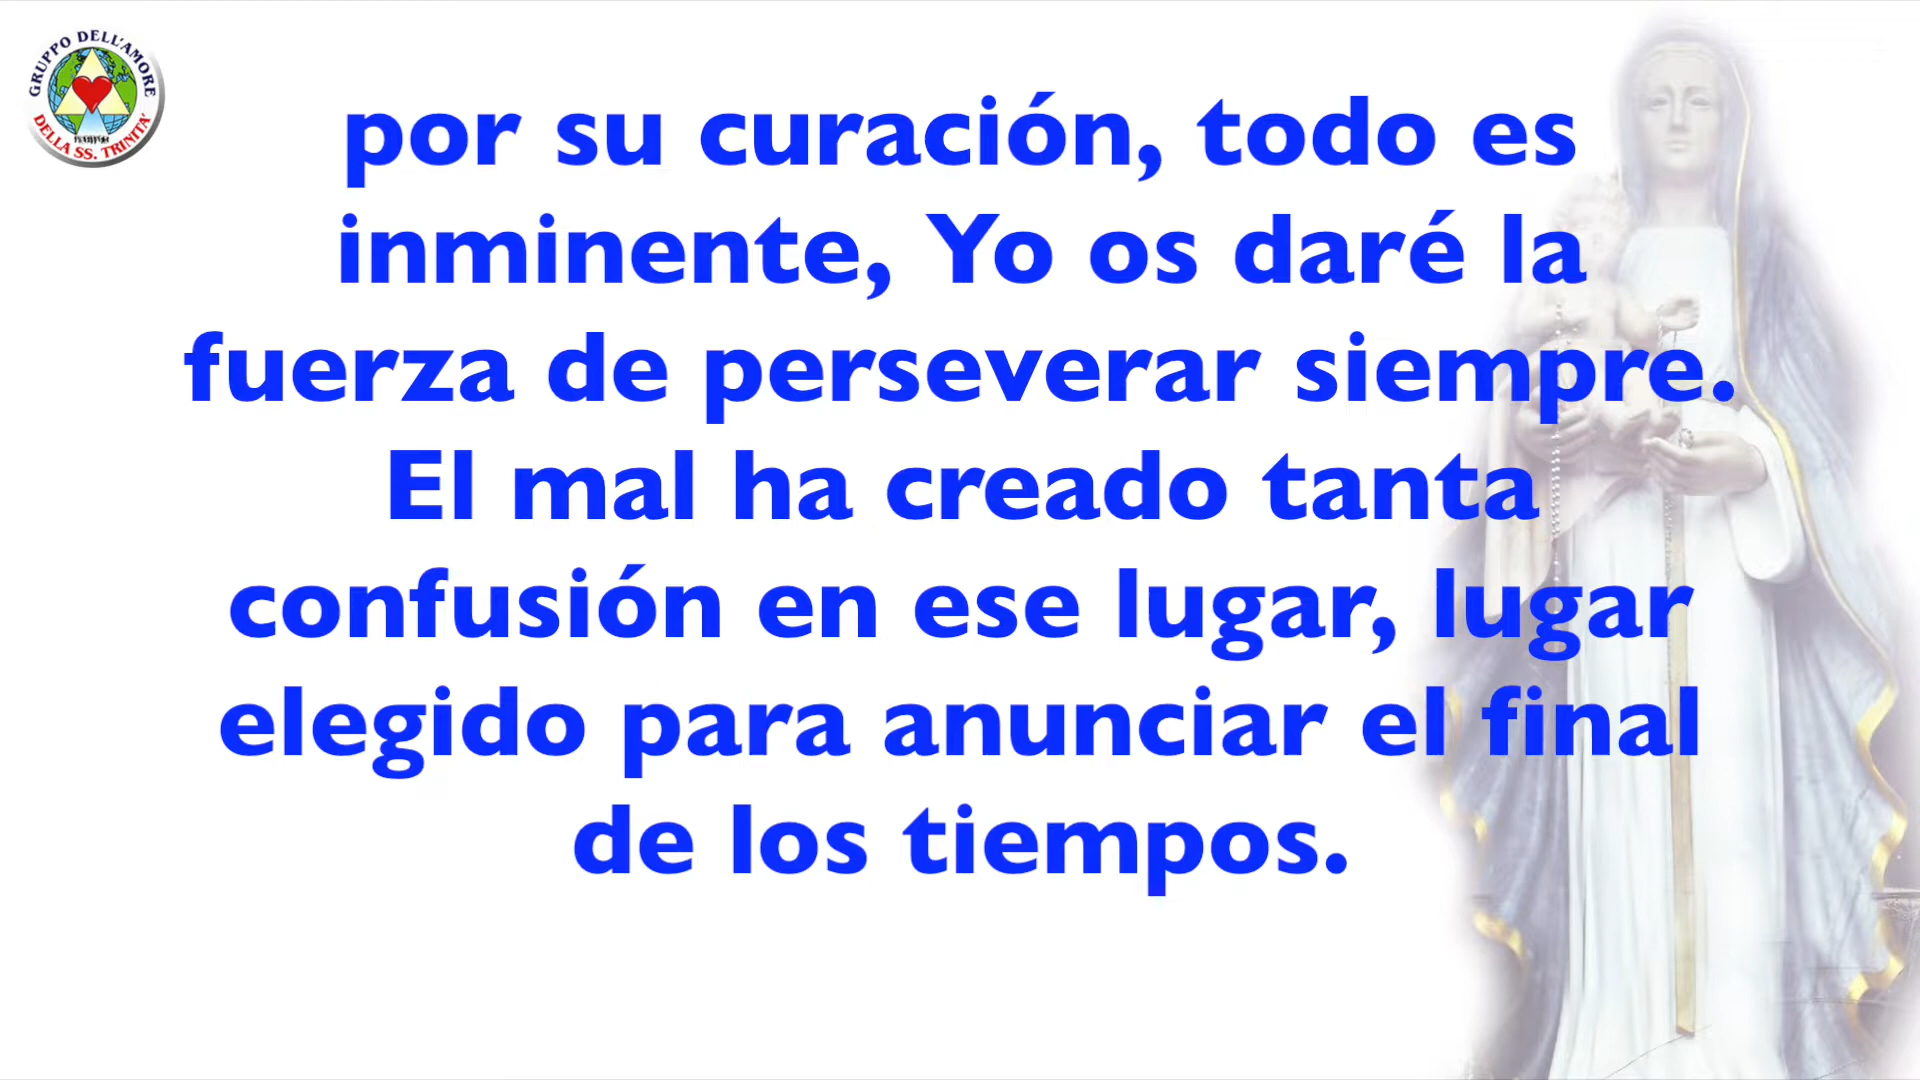 GRUPPO DELL'AMORE
DELLA SS. TRINITA'
por su curación, todo es
inminente, Yo os daré la
fuerza de perseverar siempre.
El mal ha creado tanta
confusión en ese lugar, lugar
elegido para anunciar el final
de los tiempos.